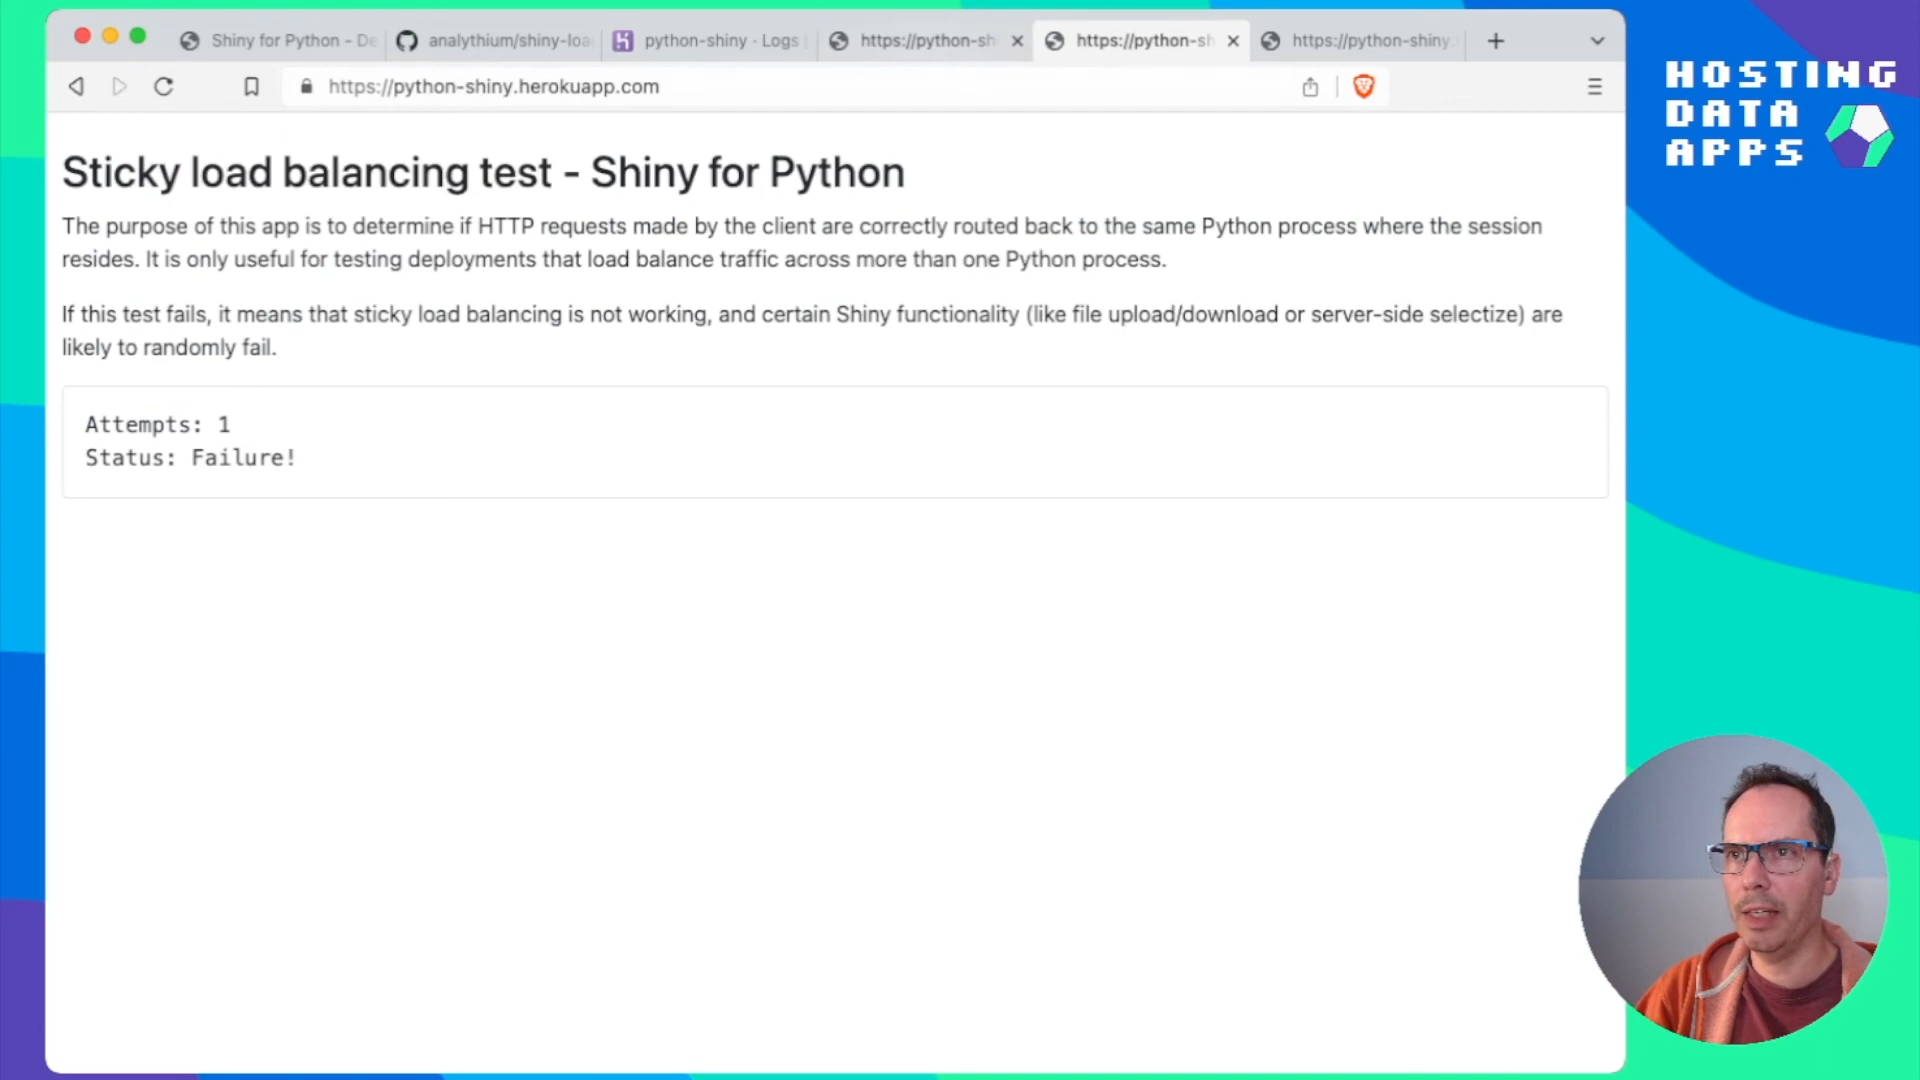 Shiny for Python - De
analythium/shiny-loa
python-shiny · Logs
https://python-sh
https://python-sh
https://python-shiny.
https://python-shiny.herokuapp.com
HOSTING
DATA
APPS
Sticky load balancing test - Shiny for Python
The purpose of this app is to determine if HTTP requests made by the client are correctly routed back to the same Python process where the session
resides. It is only useful for testing deployments that load balance traffic across more than one Python process.
If this test fails, it means that sticky load balancing is not working, and certain Shiny functionality (like file upload/download or server-side selectize) are
likely to randomly fail.
Attempts: 1
Status: Failure!